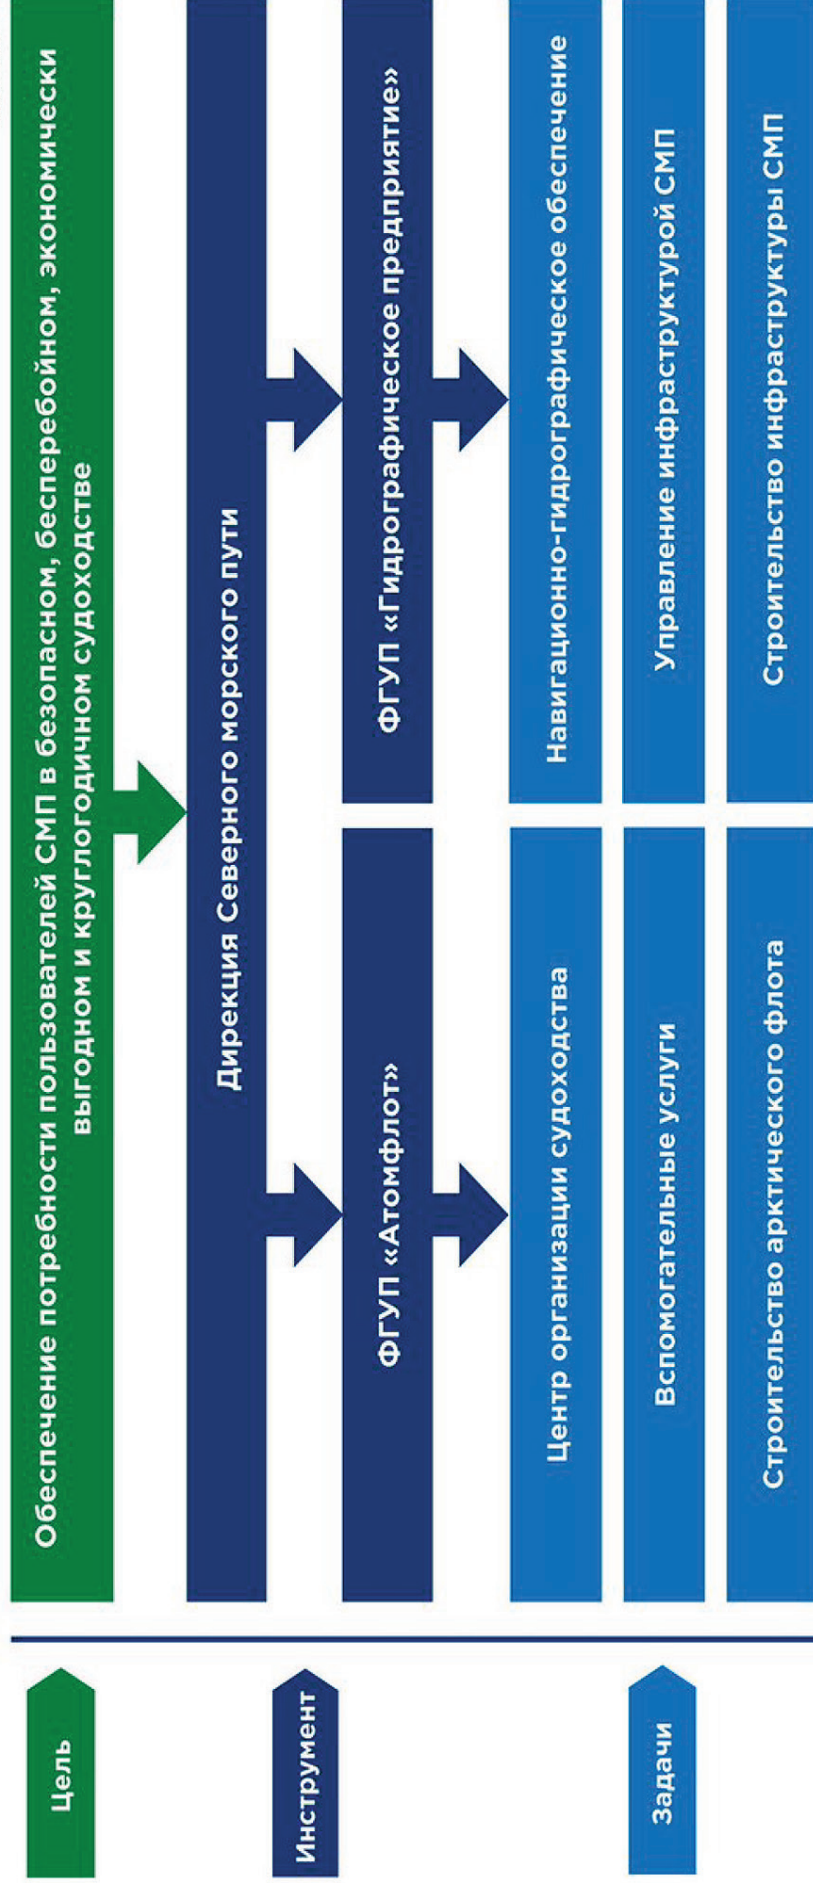 Цель
Обеспечение потребности пользователей СМП в безопасном, бесперебойном, экономически
выгодном и круглогодичном судоходстве
Инструмент
Дирекция Северного морского пути
ФГУП «Атомфлот»
ФГУП «Гидрографическое предприятие»
Задачи
Центр организации судоходства
Навигационно-гидрографическое обеспечение
Вспомогательные услуги
Управление инфраструктурой СМП
Строительство арктического флота
Строительство инфраструктуры СМП